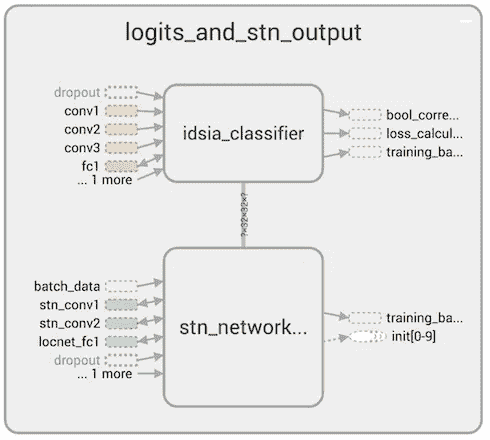 logits_and_stn_output
dropout
conv1
conv2
conv3
fc1
... 1 more
idsia_classifier
bool_corre...
loss_calcul...
training_ba...
?×32×32×?
batch_data
stn_conv1
stn_conv2
locnet_fc1
dropout
... 1 more
stn_network...
training_ba...
init[0-9]